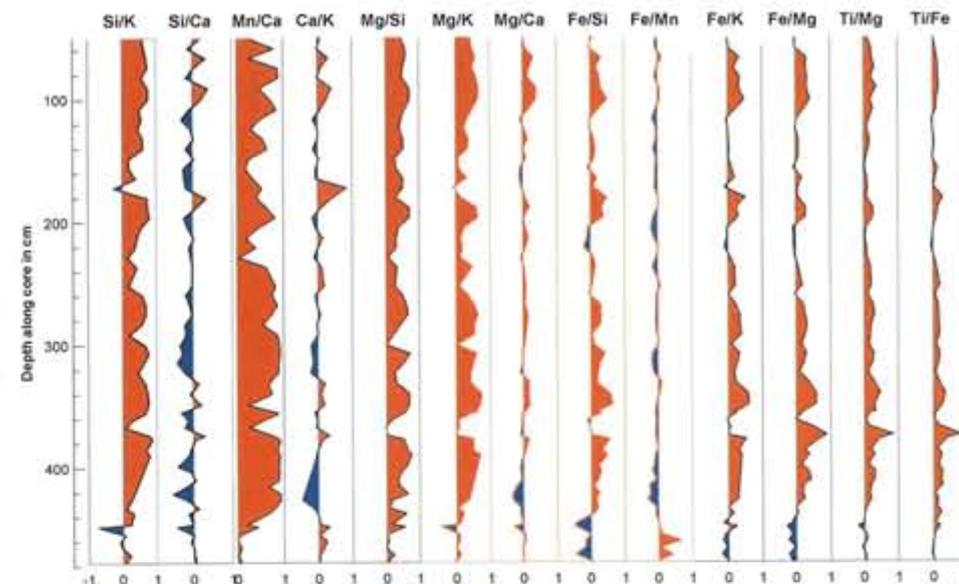 Si/K Si/Ca Mn/Ca Ca/K Mg/Si Mg/K Mg/Ca Fe/Si Fe/Mn Fe/K Fe/Mg Ti/Mg Ti/Fe
Depth along core in cm
100
200
300
400
-1 0 1 0 1 0 1 0 1 0 1 0 1 0 1 0 1 0 1 0 1 0 1 0 1 0